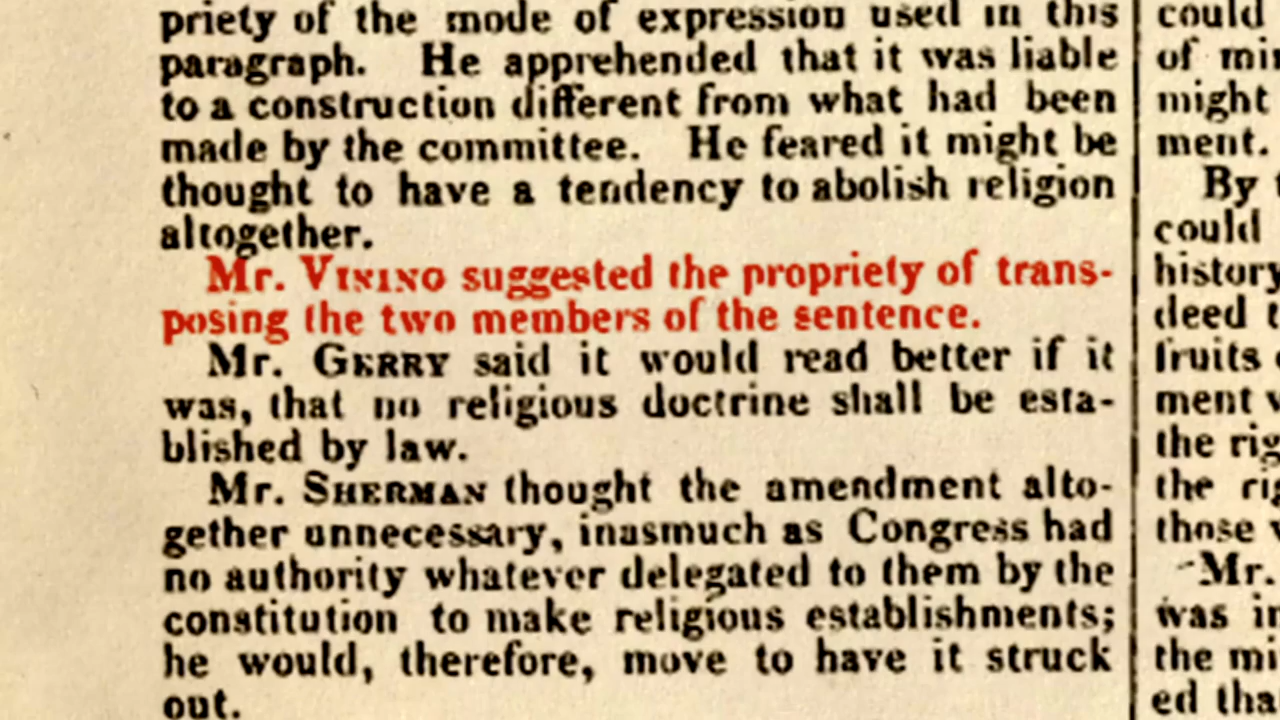 priety of the mode of expression used in this
paragraph. He apprehended that it was liable
to a construction different from what had been
made by the committee. He feared it might be
thought to have a tendency to abolish religion
altogether.
Mr. VINING suggested the propriety of trans-
posing the two members of the sentence.
Mr. GERRY said it would read better if it
was, that no religious doctrine shall be esta-
blished by law.
Mr. SHERMAN thought the amendment alto-
gether unnecessary, inasmuch as Congress had
no authority whatever delegated to them by the
constitution to make religious establishments;
he would, therefore, move to have it struck
out.
could
of
might
ment.
By
could
history
deed
fruits
ment
the
the
those
Mr.
was
the
ed